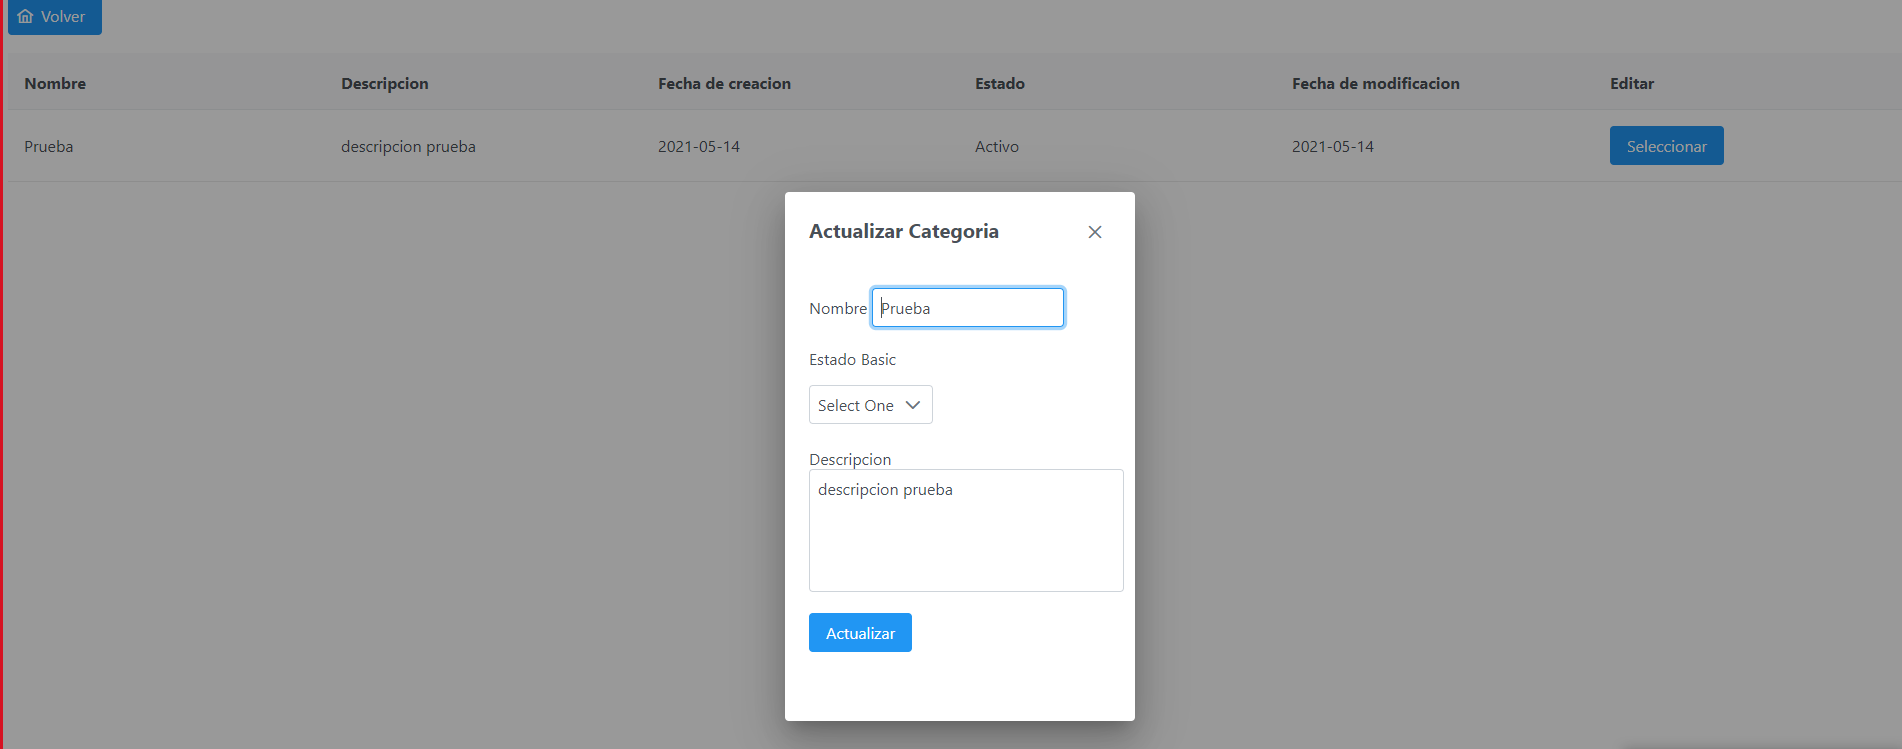 Volver
Nombre Descripcion Fecha de creacion Estado Fecha de modificacion Editar
Prueba descripcion prueba 2021-05-14 Activo 2021-05-14 Seleccionar
Actualizar Categoria
Nombre Prueba
Estado Basic
Select One
Descripcion
descripcion prueba
Actualizar